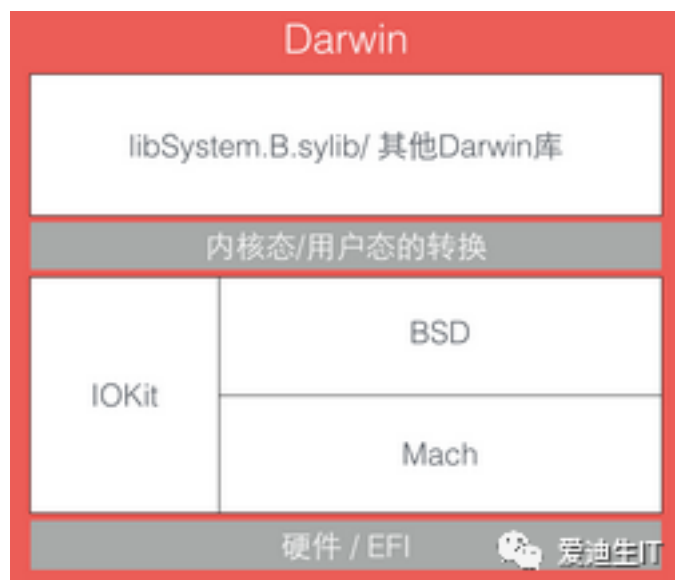 Darwin
libSystem.B.sylib/ 其他Darwin库
内核态/用户态的转换
BSD
IOKit
Mach
硬件 / EFI
爱迪生IT